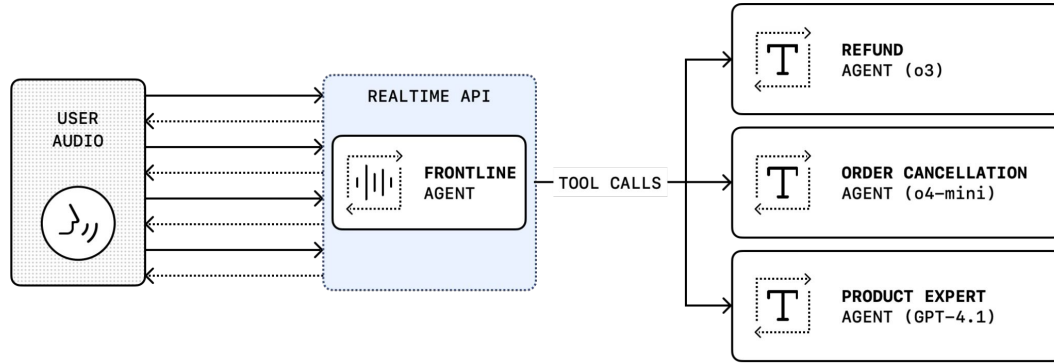 USER
AUDIO
REALTIME API
FRONTLINE
AGENT
TOOL CALLS
T
REFUND
AGENT (o3)
T
ORDER CANCELLATION
AGENT (o4-mini)
T
PRODUCT EXPERT
AGENT (GPT-4.1)